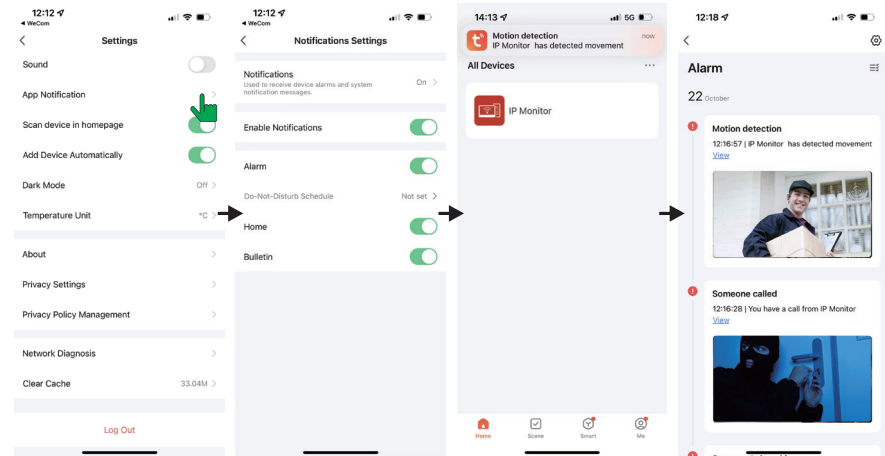 12:12
WeCom
Settings
Sound
App Notification
Scan device in homepage
Add Device Automatically
Dark Mode Off
Temperature Unit °C
About
Privacy Settings
Privacy Policy Management
Network Diagnosis
Clear Cache 33.04M
Log Out
12:12
WeCom
Notifications Settings
Notifications
Used to receive device alarms and system
notification messages.
On
Enable Notifications
Alarm
Do-Not-Disturb Schedule Not set
Home
Bulletin
14:13 5G
Motion detection now
IP Monitor has detected movement
All Devices ...
IP Monitor
Home Scene Smart Me
12:18
Alarm
22 October
Motion detection
12:16:57 | IP Monitor has detected movement
View
Someone called
12:16:28 | You have a call from IP Monitor
View